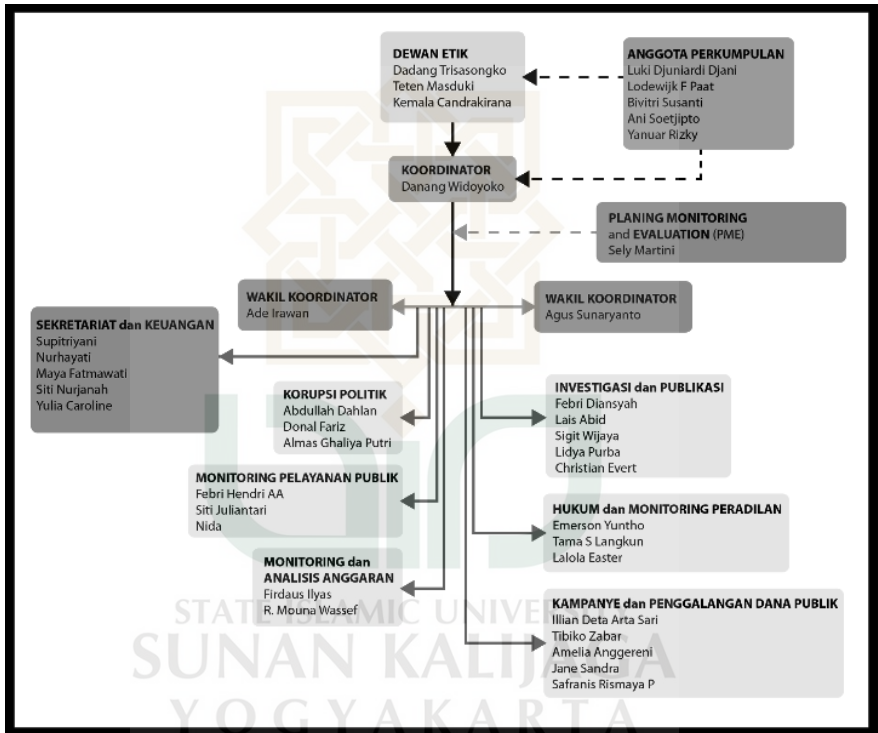 DEWAN ETIK
Dadang Trisasongko
Teten Masduki
Kemala Candrakirana
ANGGOTA PERKUMPULAN
Luki Djuniardi Djani
Lodewijk F Paat
Bivitri Susanti
Ani Soetjipto
Yanuar Rizky
KOORDINATOR
Danang Widoyoko
PLANING MONITORING
and EVALUATION (PME)
Sely Martini
WAKIL KOORDINATOR
Ade Irawan
WAKIL KOORDINATOR
Agus Sunaryanto
SEKRETARIAT dan KEUANGAN
Supitriyani
Nurhayati
Maya Fatmawati
Siti Nurjanah
Yulia Caroline
KORUPSI POLITIK
Abdullah Dahlan
Donal Fariz
Almas Ghaliya Putri
INVESTIGASI dan PUBLIKASI
Febri Diansyah
Lais Abid
Sigit Wijaya
Lidya Purba
Christian Evert
MONITORING PELAYANAN PUBLIK
Febri Hendri AA
Siti Juliantari
Nida
HUKUM dan MONITORING PERADILAN
Emerson Yuntho
Tama S Langkun
Lalola Easter
MONITORING dan
ANALISIS ANGGARAN
Firdaus Ilyas
R. Mouna Wassef
KAMPANYE dan PENGGALANGAN DANA PUBLIK
Illian Deta Arta Sari
Tibiko Zabar
Amelia Anggereni
Jane Sandra
Safranis Rismaya P
STATE ISLAMIC UNIVERSITY
SUNAN KALIJAGA
YOGYAKARTA